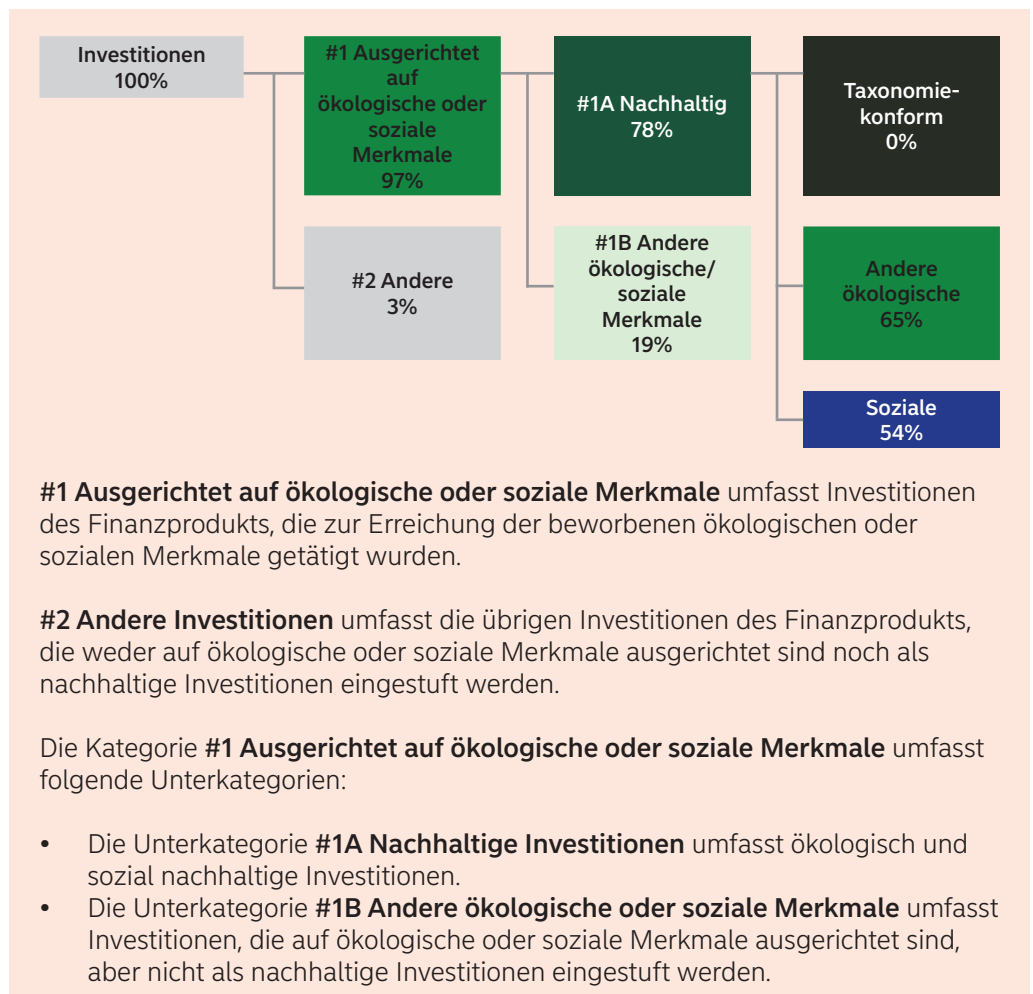 Investitionen
100%
#1 Ausgerichtet
auf
ökologische oder
soziale
Merkmale
97%
#1A Nachhaltig
78%
Taxonomie-
konform
0%
#2 Andere
3%
#1B Andere
ökologische/
soziale
Merkmale
19%
Andere
ökologische
65%
Soziale
54%
#1 Ausgerichtet auf ökologische oder soziale Merkmale umfasst Investitionen
des Finanzprodukts, die zur Erreichung der beworbenen ökologischen oder
sozialen Merkmale getätigt wurden.
#2 Andere Investitionen umfasst die übrigen Investitionen des Finanzprodukts,
die weder auf ökologische oder soziale Merkmale ausgerichtet sind noch als
nachhaltige Investitionen eingestuft werden.
Die Kategorie #1 Ausgerichtet auf ökologische oder soziale Merkmale umfasst
folgende Unterkategorien:
• Die Unterkategorie #1A Nachhaltige Investitionen umfasst ökologisch und
sozial nachhaltige Investitionen.
• Die Unterkategorie #1B Andere ökologische oder soziale Merkmale umfasst
Investitionen, die auf ökologische oder soziale Merkmale ausgerichtet sind,
aber nicht als nachhaltige Investitionen eingestuft werden.